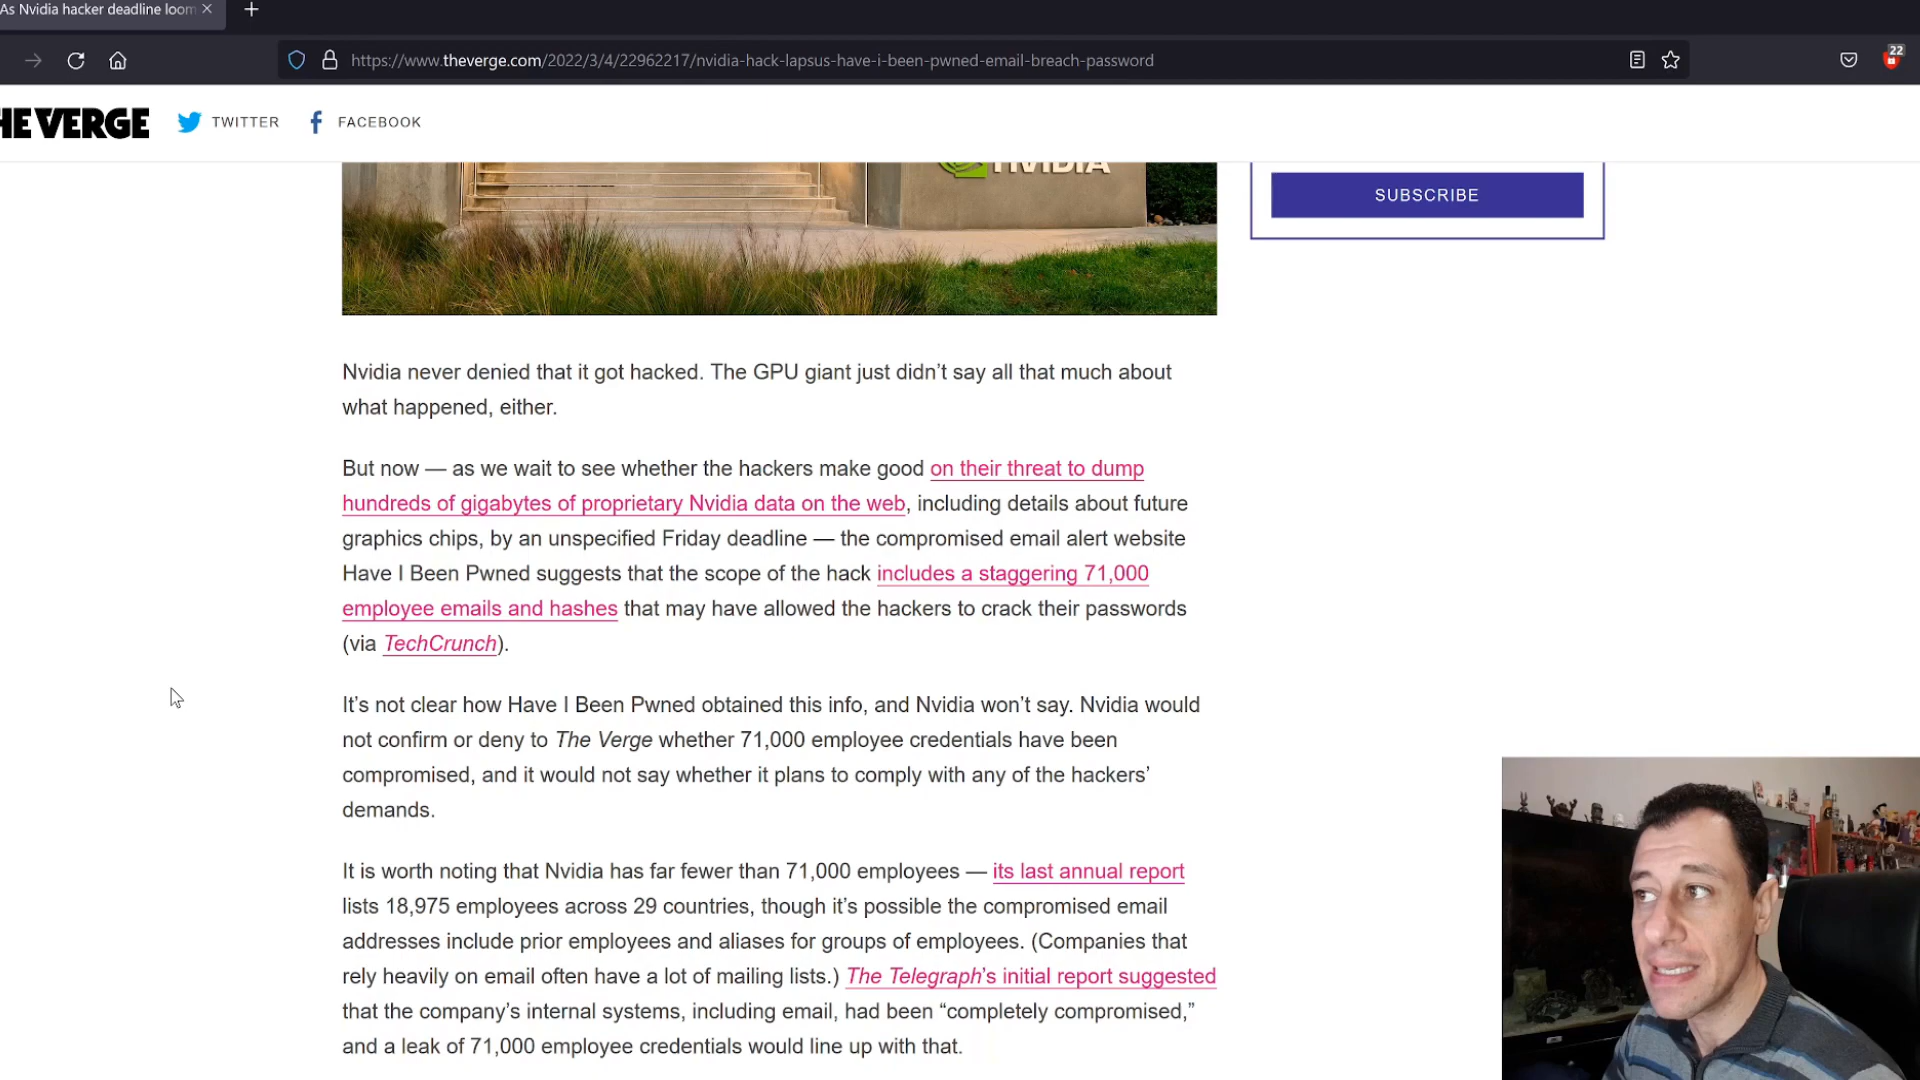 As Nvidia hacker deadline loom
22
https://www.theverge.com/2022/3/4/22962217/nvidia-hack-lapsus-have-i-been-pwned-email-breach-password
HE VERGE
TWITTER
FACEBOOK
NVIDIA
SUBSCRIBE
Nvidia never denied that it got hacked. The GPU giant just didn’t say all that much about
what happened, either.
But now — as we wait to see whether the hackers make good on their threat to dump
hundreds of gigabytes of proprietary Nvidia data on the web, including details about future
graphics chips, by an unspecified Friday deadline — the compromised email alert website
Have I Been Pwned suggests that the scope of the hack includes a staggering 71,000
employee emails and hashes that may have allowed the hackers to crack their passwords
(via TechCrunch).
It’s not clear how Have I Been Pwned obtained this info, and Nvidia won’t say. Nvidia would
not confirm or deny to The Verge whether 71,000 employee credentials have been
compromised, and it would not say whether it plans to comply with any of the hackers’
demands.
It is worth noting that Nvidia has far fewer than 71,000 employees — its last annual report
lists 18,975 employees across 29 countries, though it’s possible the compromised email
addresses include prior employees and aliases for groups of employees. (Companies that
rely heavily on email often have a lot of mailing lists.) The Telegraph’s initial report suggested
that the company’s internal systems, including email, had been “completely compromised,”
and a leak of 71,000 employee credentials would line up with that.